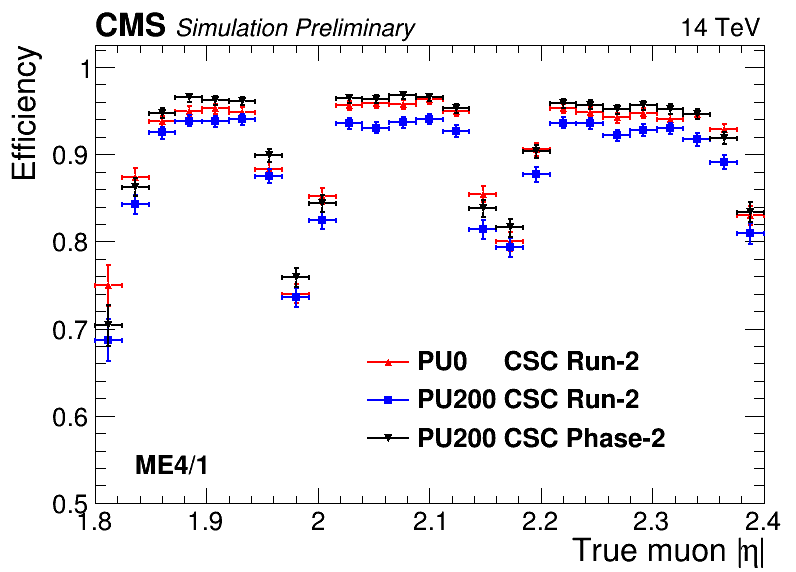 CMS Simulation Preliminary 14 TeV
Efficiency
1
0.9
0.8
0.7
0.6
0.5
PU0 CSC Run-2
PU200 CSC Run-2
PU200 CSC Phase-2
ME4/1
1.8 1.9 2 2.1 2.2 2.3 2.4
True muon |η|